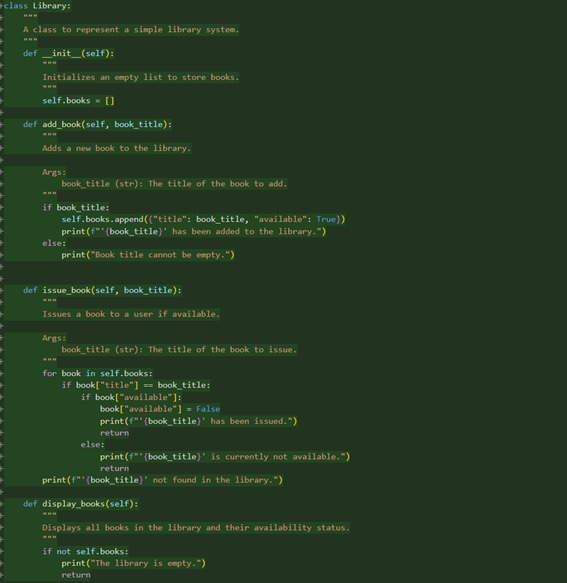 +class Library:
+    """
+    A class to represent a simple library system.
+    """
+    def __init__(self):
+        """
+        Initializes an empty list to store books.
+        """
+        self.books = []
+
+    def add_book(self, book_title):
+        """
+        Adds a new book to the library.
+
+        Args:
+            book_title (str): The title of the book to add.
+        """
+        if book_title:
+            self.books.append({"title": book_title, "available": True})
+            print(f"'{book_title}' has been added to the library.")
+        else:
+            print("Book title cannot be empty.")
+
+
+    def issue_book(self, book_title):
+        """
+        Issues a book to a user if available.
+
+        Args:
+            book_title (str): The title of the book to issue.
+        """
+        for book in self.books:
+            if book["title"] == book_title:
+                if book["available"]:
+                    book["available"] = False
+                    print(f"'{book_title}' has been issued.")
+                    return
+                else:
+                    print(f"'{book_title}' is currently not available.")
+                    return
+        print(f"'{book_title}' not found in the library.")
+
+    def display_books(self):
+        """
+        Displays all books in the library and their availability status.
+        """
+        if not self.books:
+            print("The library is empty.")
+            return